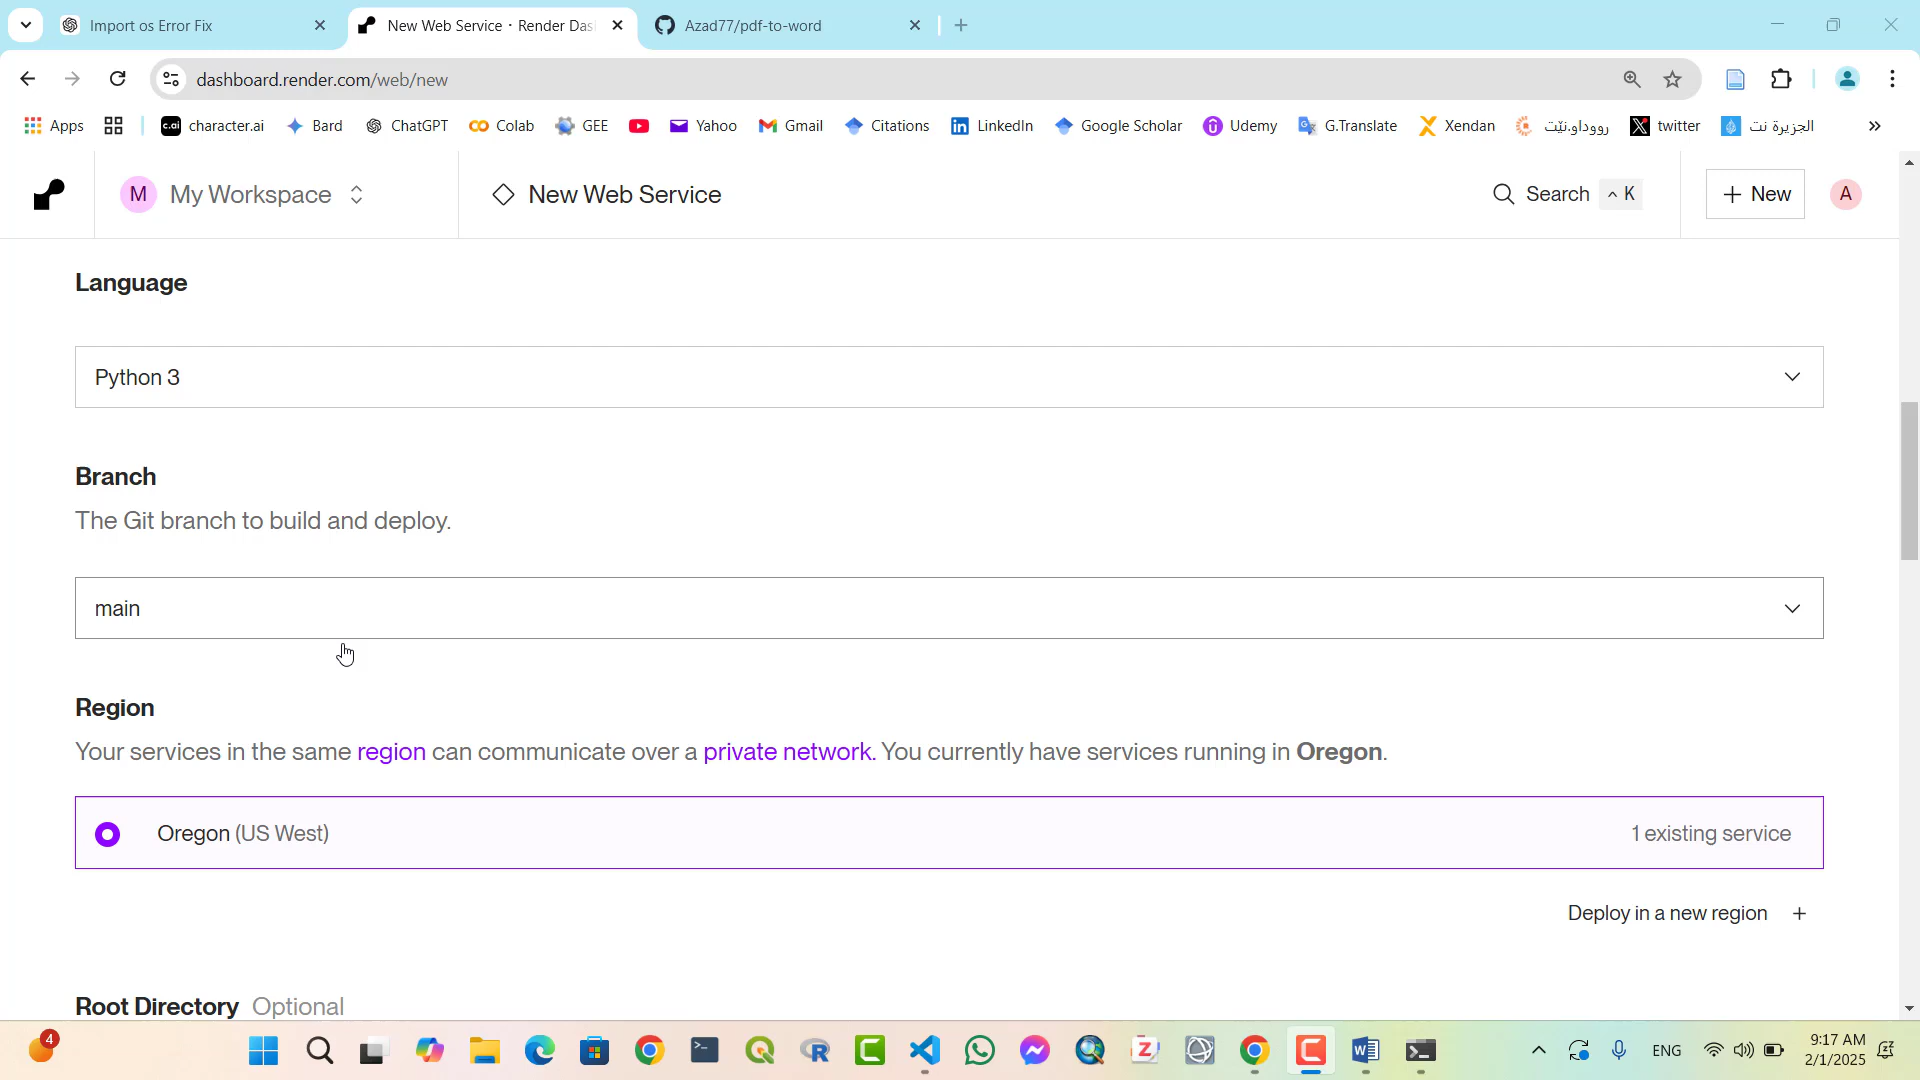 Import os Error Fix
New Web Service · Render Das
Azad77/pdf-to-word
dashboard.render.com/web/new
Apps
c.ai
character.ai
Bard
ChatGPT
Colab
GEE
Yahoo
Gmail
Citations
LinkedIn
Google Scholar
Udemy
G.Translate
Xendan
رووداو.نێت
twitter
الجزيرة نت
M
My Workspace
New Web Service
Search
K
+ New
A
Language
Python 3
Branch
The Git branch to build and deploy.
main
Region
Your services in the same region can communicate over a private network. You currently have services running in Oregon.
Oregon (US West)
1 existing service
Deploy in a new region +
Root Directory Optional
4
ENG
9:17 AM
2/1/2025